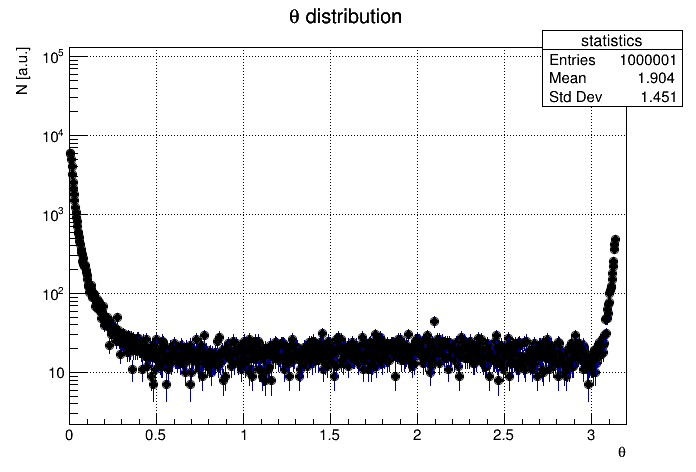 θ distribution
statistics
Entries 1000001
Mean 1.904
Std Dev 1.451
N [a.u.]
10^5
10^4
10^3
10^2
10
0 0.5 1 1.5 2 2.5 3
θ